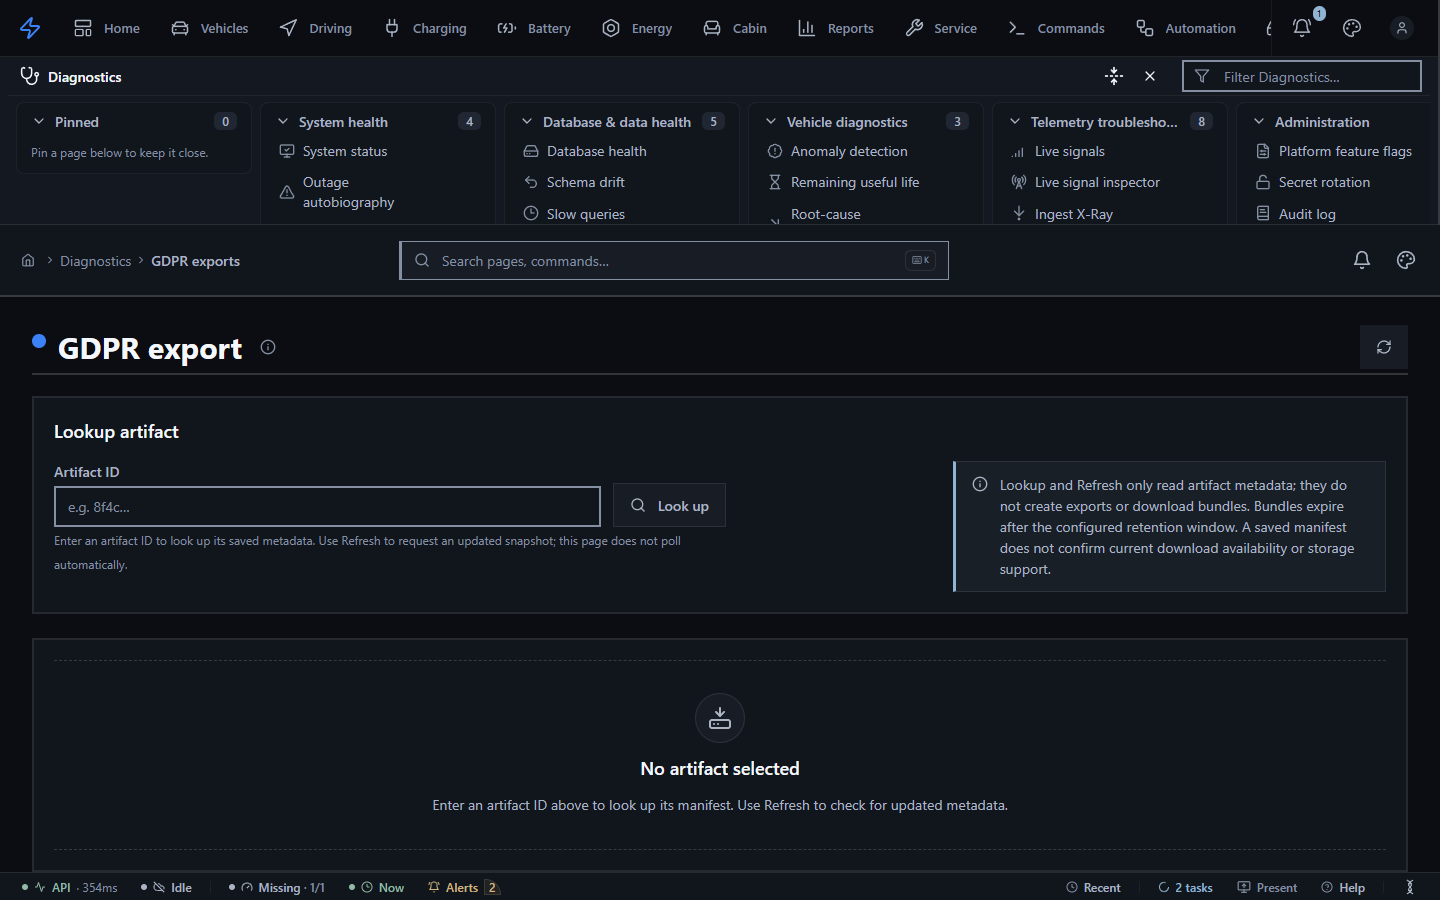 Home Vehicles Driving Charging Battery Energy Cabin Reports Service Commands Automation 1
Diagnostics Filter Diagnostics...
Pinned 0
Pin a page below to keep it close.
System health 4
System status
Outage
autobiography
Database & data health 5
Database health
Schema drift
Slow queries
Vehicle diagnostics 3
Anomaly detection
Remaining useful life
Root-cause
Telemetry troublesho... 8
Live signals
Live signal inspector
Ingest X-Ray
Administration
Platform feature flags
Secret rotation
Audit log
Diagnostics GDPR exports Search pages, commands... K
GDPR export
Lookup artifact
Artifact ID
e.g. 8f4c...
Look up
Enter an artifact ID to look up its saved metadata. Use Refresh to request an updated snapshot; this page does not poll
automatically.
Lookup and Refresh only read artifact metadata; they do
not create exports or download bundles. Bundles expire
after the configured retention window. A saved manifest
does not confirm current download availability or storage
support.
No artifact selected
Enter an artifact ID above to look up its manifest. Use Refresh to check for updated metadata.
API · 354ms Idle Missing · 1/1 Now Alerts 2 Recent 2 tasks Present Help